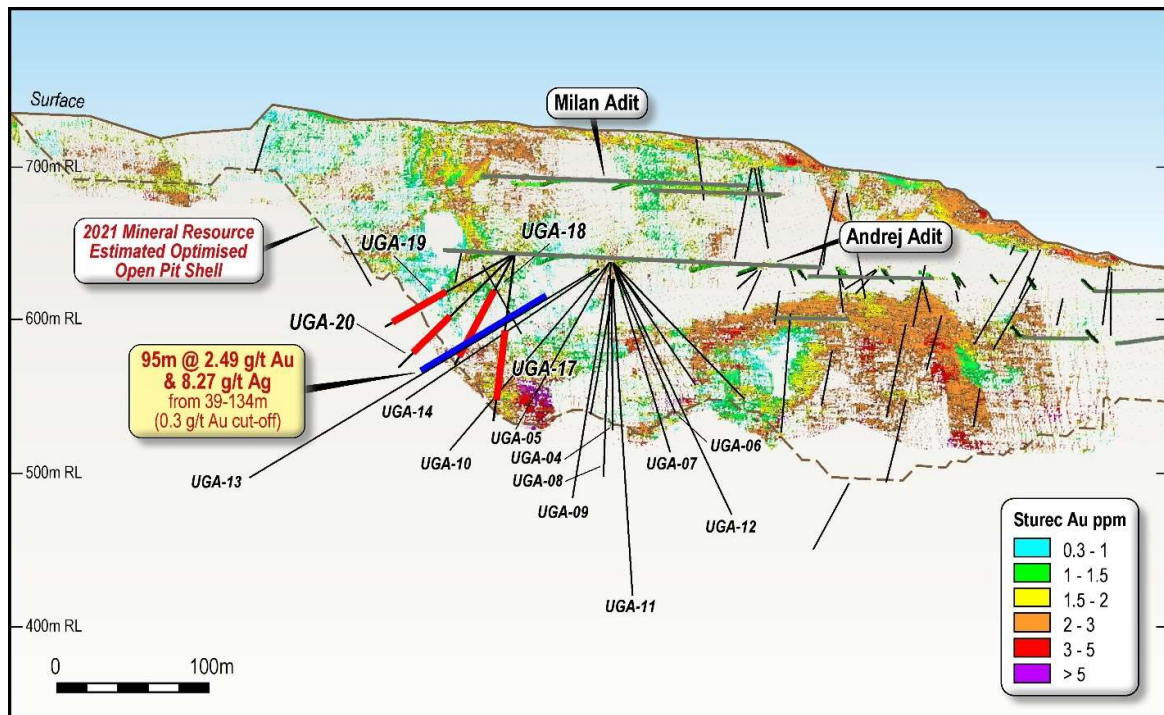 Surface
Milan Adit
700m RL
2021 Mineral Resource
Estimated Optimised
Open Pit Shell
UGA-19
UGA-18
Andrej Adit
600m RL
UGA-20
95m @ 2.49 g/t Au
& 8.27 g/t Ag
from 39-134m
(0.3 g/t Au cut-off)
UGA-17
UGA-14
UGA-05
UGA-06
UGA-04
UGA-10
UGA-07
500m RL
UGA-13
UGA-08
UGA-09
UGA-12
UGA-11
400m RL
0
100m
Sturec Au ppm
0.3 - 1
1 - 1.5
1.5 - 2
2 - 3
3 - 5
> 5